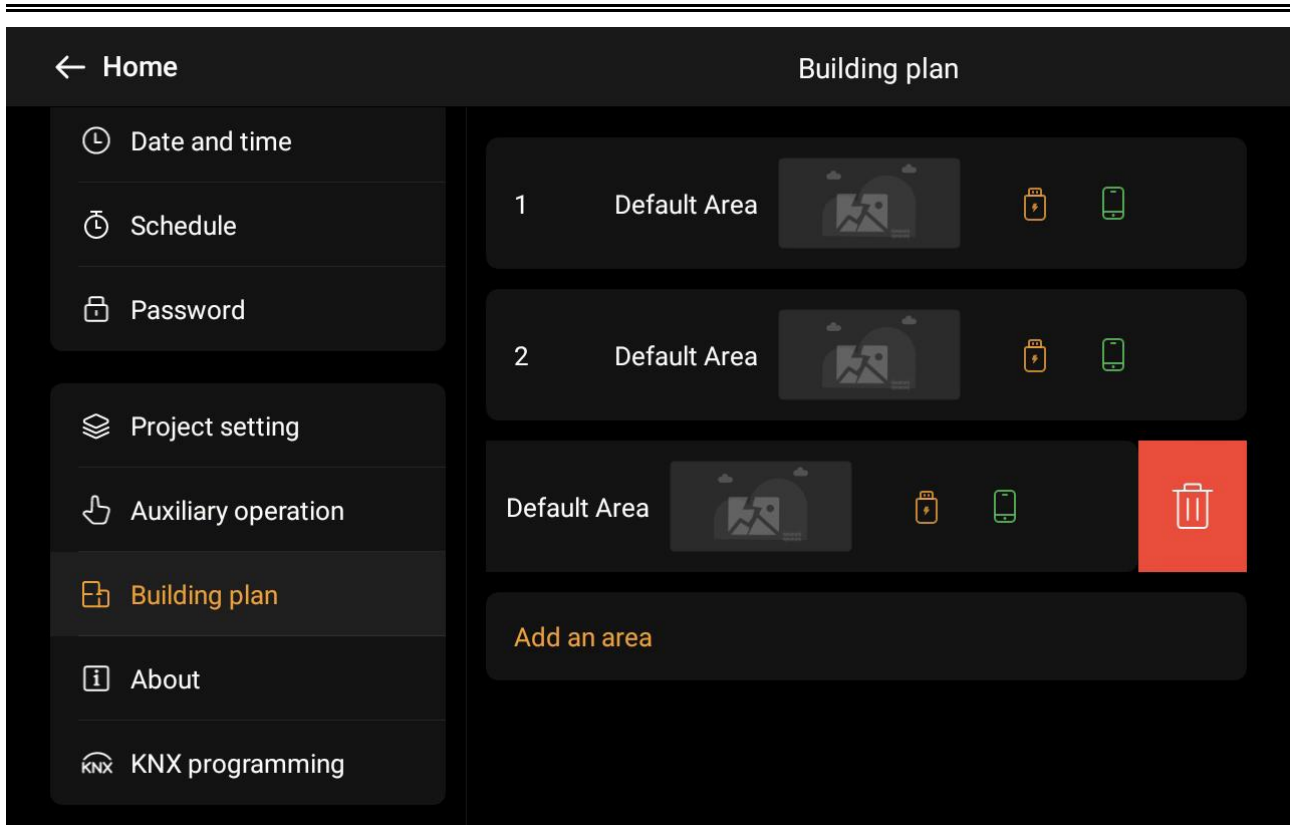 Home
Building plan
Date and time
Schedule
Password
Project setting
Auxiliary operation
Building plan
About
KNX KNX programming
1 Default Area
2 Default Area
Default Area
Add an area